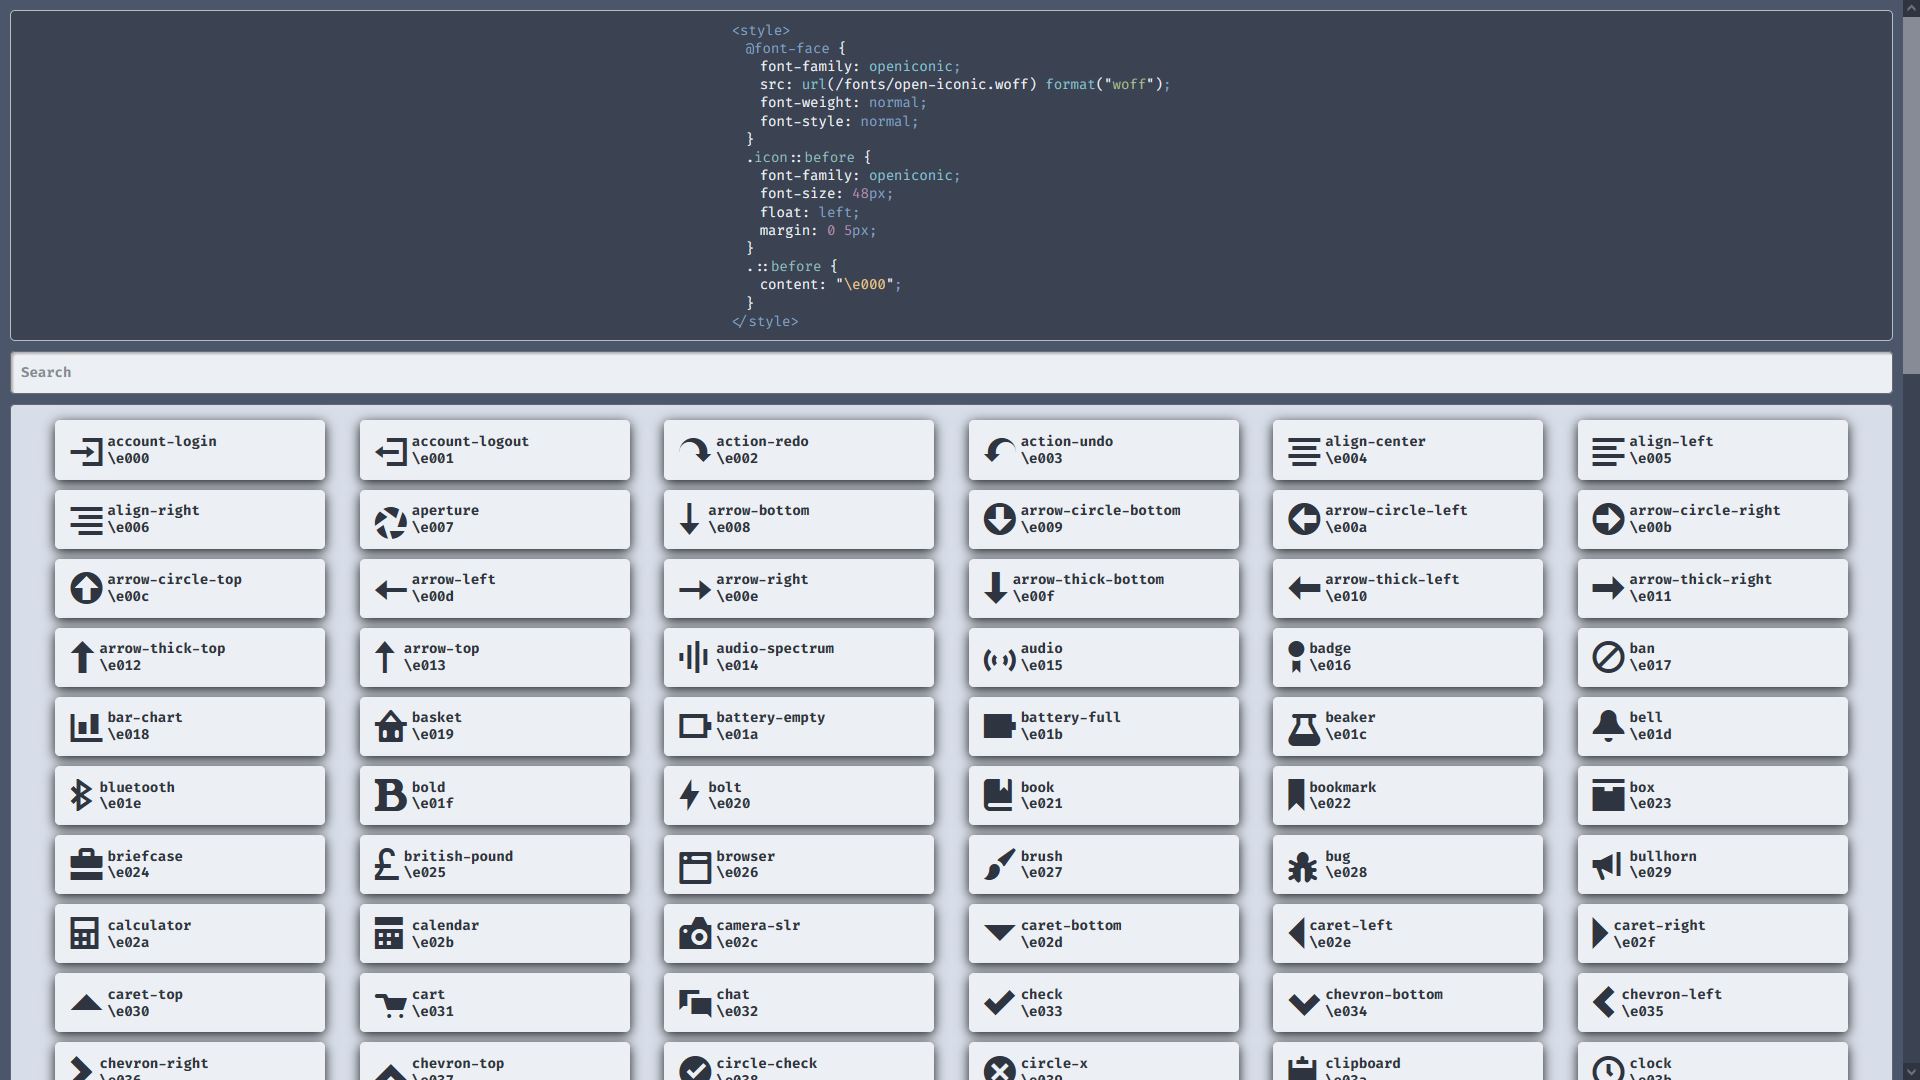 <style>
@font-face {
font-family: openiconic;
src: url(/fonts/open-iconic.woff) format("woff");
font-weight: normal;
font-style: normal;
}
.icon::before {
font-family: openiconic;
font-size: 48px;
float: left;
margin: 0 5px;
}
.::before {
content: "\e000";
}
</style>
Search
account-login
\e000
account-logout
\e001
action-redo
\e002
action-undo
\e003
align-center
\e004
align-left
\e005
align-right
\e006
aperture
\e007
arrow-bottom
\e008
arrow-circle-bottom
\e009
arrow-circle-left
\e00a
arrow-circle-right
\e00b
arrow-circle-top
\e00c
arrow-left
\e00d
arrow-right
\e00e
arrow-thick-bottom
\e00f
arrow-thick-left
\e010
arrow-thick-right
\e011
arrow-thick-top
\e012
arrow-top
\e013
audio-spectrum
\e014
audio
\e015
badge
\e016
ban
\e017
bar-chart
\e018
basket
\e019
battery-empty
\e01a
battery-full
\e01b
beaker
\e01c
bell
\e01d
bluetooth
\e01e
bold
\e01f
bolt
\e020
book
\e021
bookmark
\e022
box
\e023
briefcase
\e024
british-pound
\e025
browser
\e026
brush
\e027
bug
\e028
bullhorn
\e029
calculator
\e02a
calendar
\e02b
camera-slr
\e02c
caret-bottom
\e02d
caret-left
\e02e
caret-right
\e02f
caret-top
\e030
cart
\e031
chat
\e032
check
\e033
chevron-bottom
\e034
chevron-left
\e035
chevron-right
\e036
chevron-top
\e037
circle-check
\e038
circle-x
\e039
clipboard
\e03a
clock
\e03b